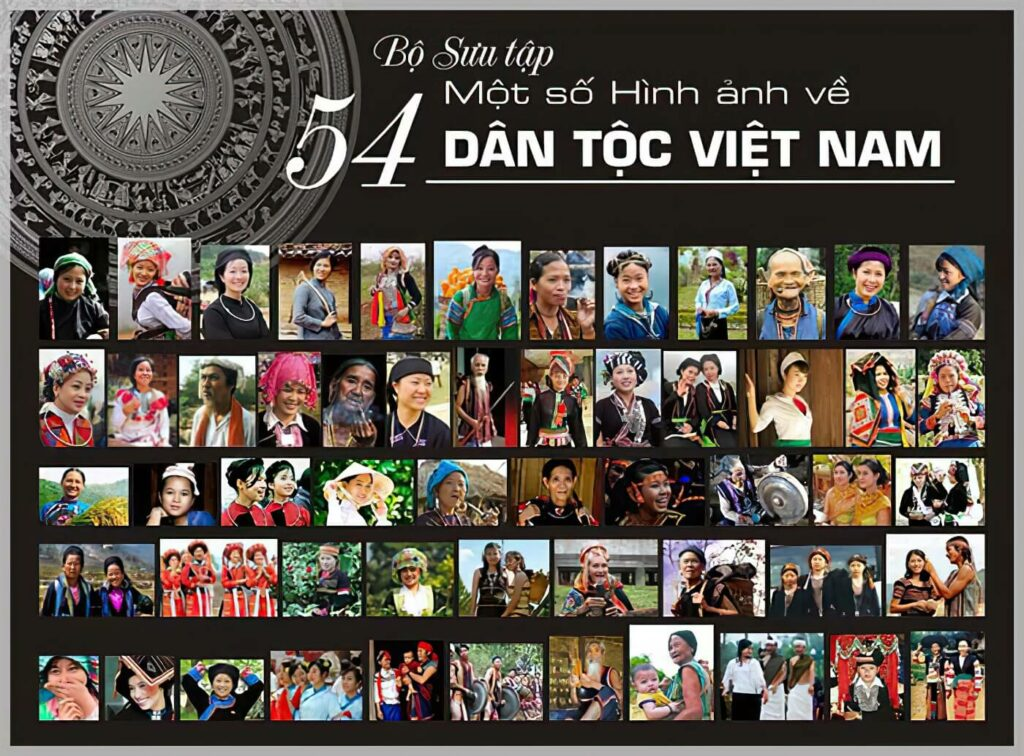 Bộ Sưu tập
Một số Hình ảnh về
54 DÂN TỘC VIỆT NAM